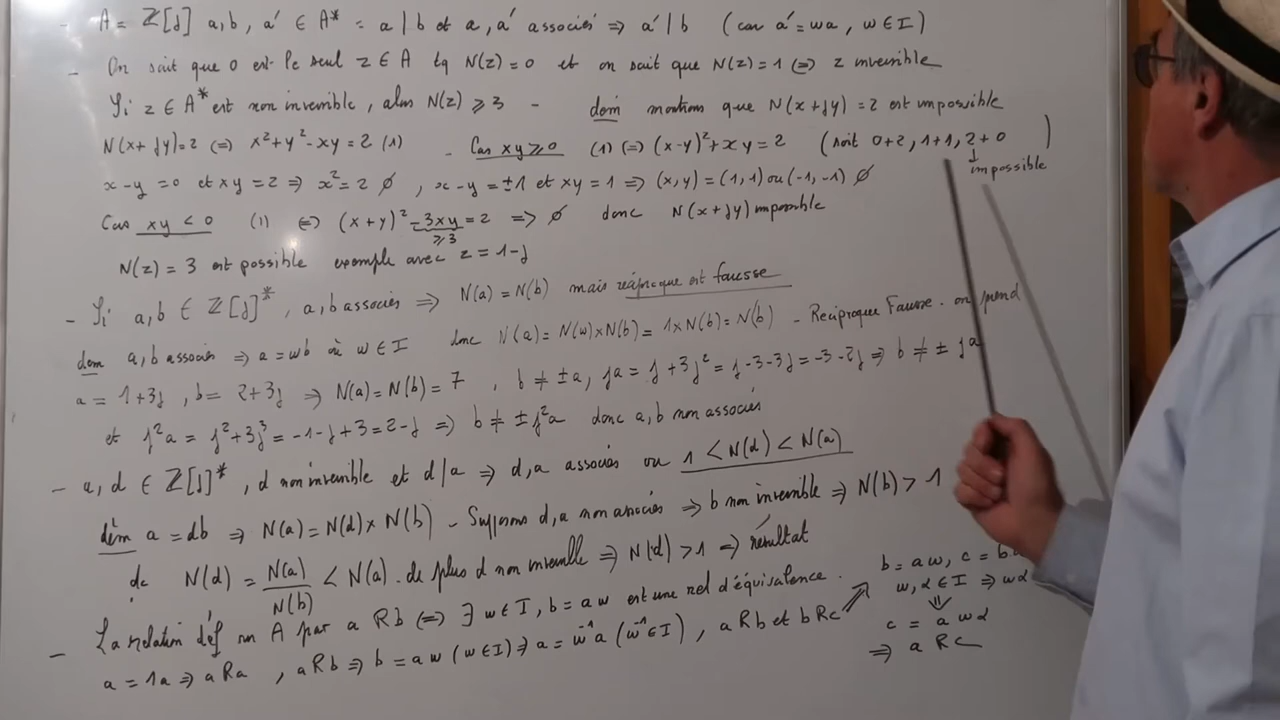 - A = ℤ[j] a, b, a' ∈ A* = a | b et a, a' associés ⇒ a' | b (car a' = wa, w ∈ I)
- On sait que 0 est le seul z ∈ A tq N(z) = 0 et on sait que N(z) = 1 ⇔ z inversible
Si z ∈ A* est non inversible, alors N(z) ⩾ 3 - dém montrons que N(x+jy) = 2 est impossible
N(x+jy) = 2 ⇔ x² + y² - xy = 2 (1) - Cas xy ⩾ 0 (1) ⇔ (x-y)² + xy = 2 (soit 0+2, 1+1, 2+0)
↓
impossible
x-y = 0 et xy = 2 ⇒ x² = 2 ∅, x-y = ±1 et xy = 1 ⇒ (x,y) = (1,1) ou (-1,-1) ∅
Cas xy < 0 (1) ⇔ (x+y)² - 3xy = 2 ⇒ ∅ donc N(x+jy) impossible
⩾ 3
N(z) = 3 est possible exemple avec z = 1-j
- Si a, b ∈ ℤ[j]*, a, b associés ⇒ N(a) = N(b) mais réciproque est fausse
dém a, b associés ⇒ a = wb où w ∈ I donc N(a) = N(w)×N(b) = 1×N(b) = N(b) - Réciproque Fausse. on prend
a = 1+3j, b = 2+3j ⇒ N(a) = N(b) = 7, b ≠ ±a, ja = j + 3j² = j-3-3j = -3-2j ⇒ b ≠ ± ja
et j²a = j² + 3j³ = -1-j+3 = 2-j ⇒ b ≠ ± j²a donc a, b non associés
- a, d ∈ ℤ[j]*, d non inversible et d | a ⇒ d, a associés ou 1 < N(d) < N(a)
dém a = db ⇒ N(a) = N(d) × N(b) - Supposons d, a non associés ⇒ b non inversible ⇒ N(b) > 1
dc N(d) = N(a)/N(b) < N(a). de plus d non inversible ⇒ N(d) > 1 ⇒ résultat
- La relation déf sur A par a R b ⇔ ∃ w ∈ I, b = aw est une rel d'équivalence.
a = 1a ⇒ a R a, a R b ⇒ b = aw (w ∈ I) ⇒ a = w⁻¹a (w⁻¹ ∈ I), a R b et b R c ⇒
b = aw, c = b
w, α ∈ I ⇒ wα
⇓
c = a wα
⇒ a R c